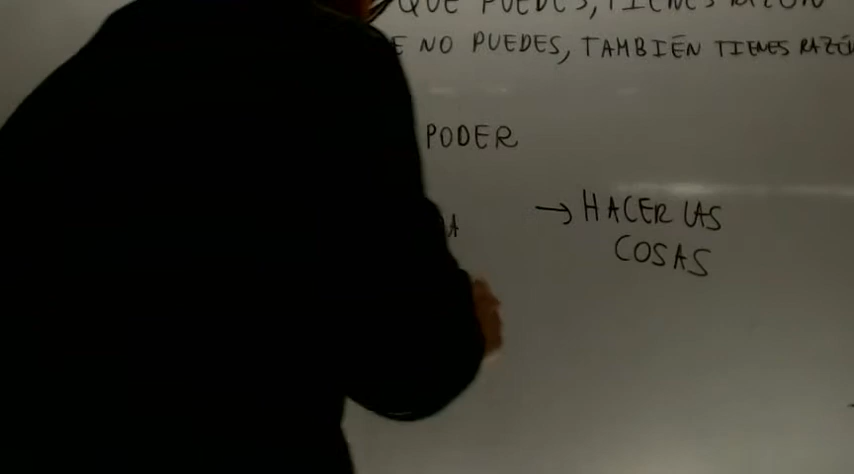 QUE PUEDES, TIENES RAZÓN
E NO PUEDES, TAMBIÉN TIENES RAZÓ
PODER
A → HACER LAS
COSAS